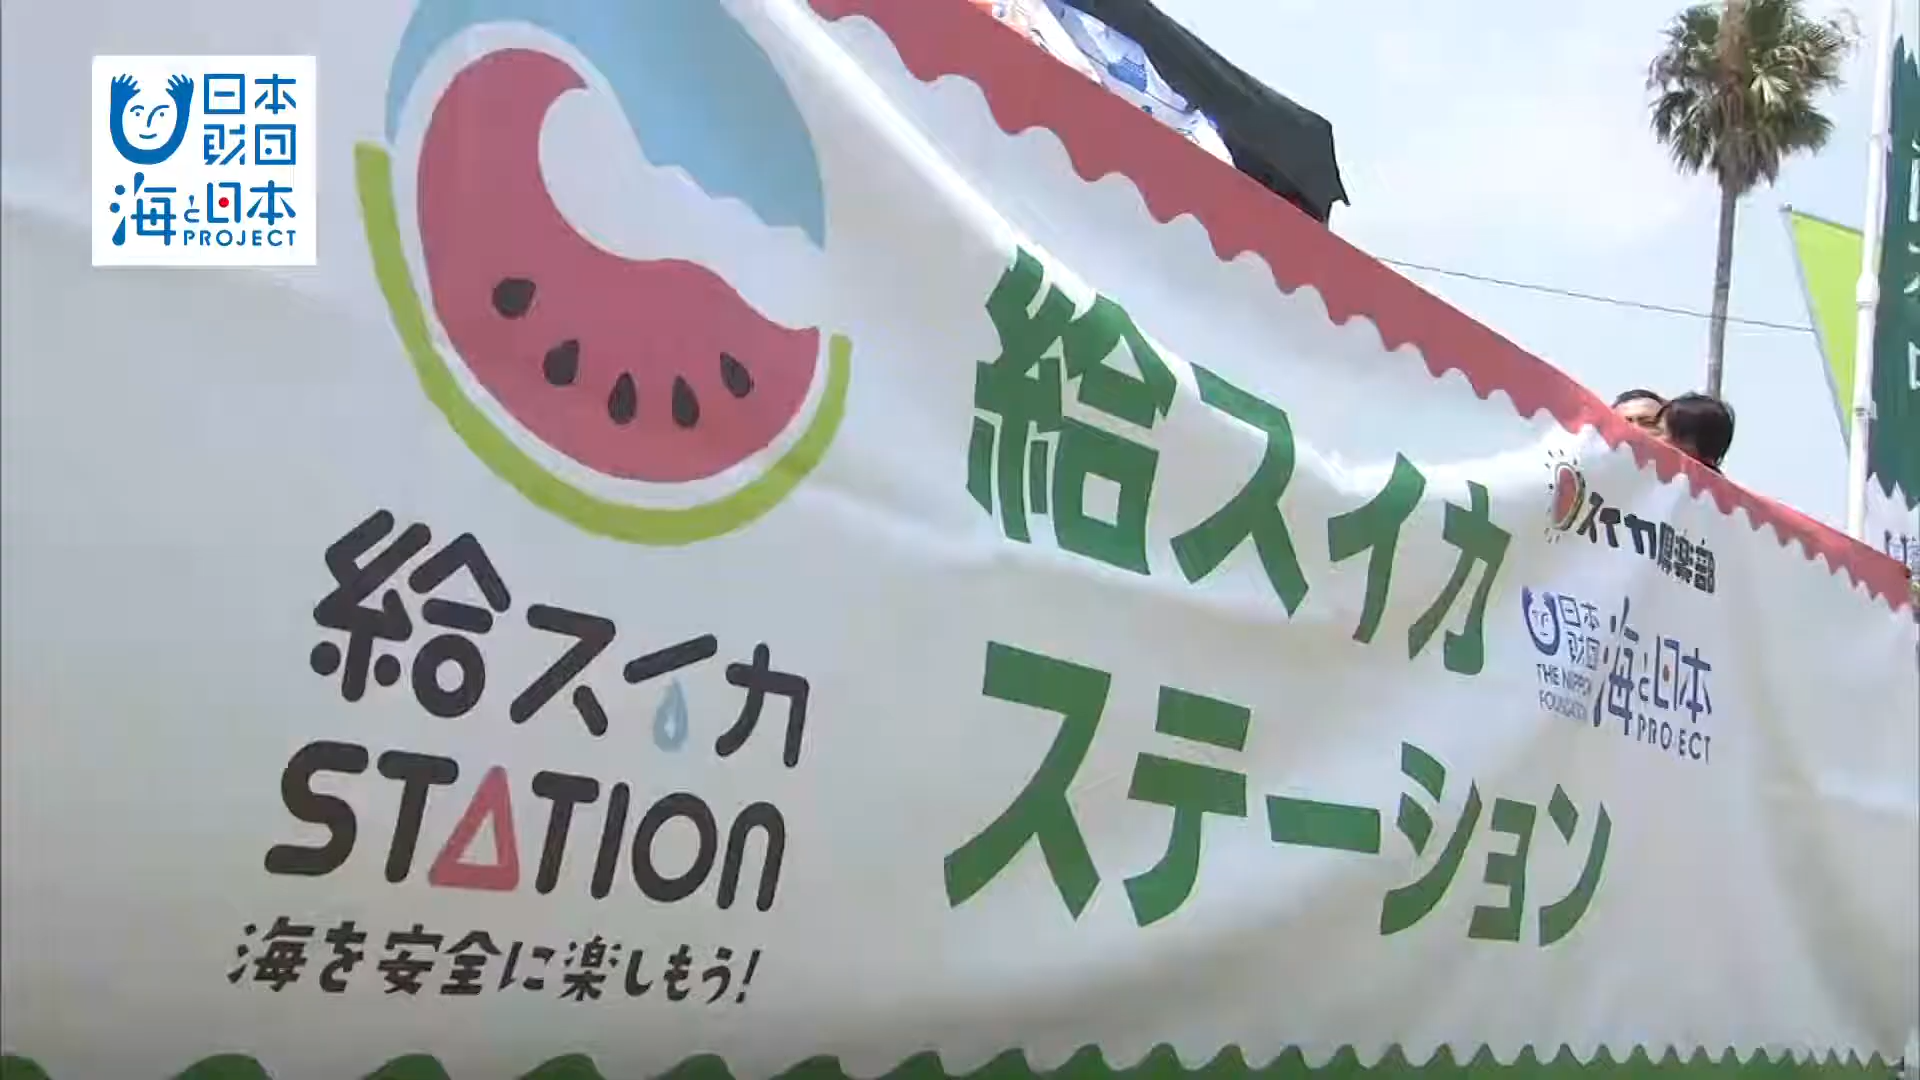 日本
財団
海と日本
PROJECT
給スイカ
STATION
海を安全に楽しもう!
給スイカ
ステーション
スイカ倶楽部
日本
財団
THE NIPPON
FOUNDATION
海と日本
PROJECT